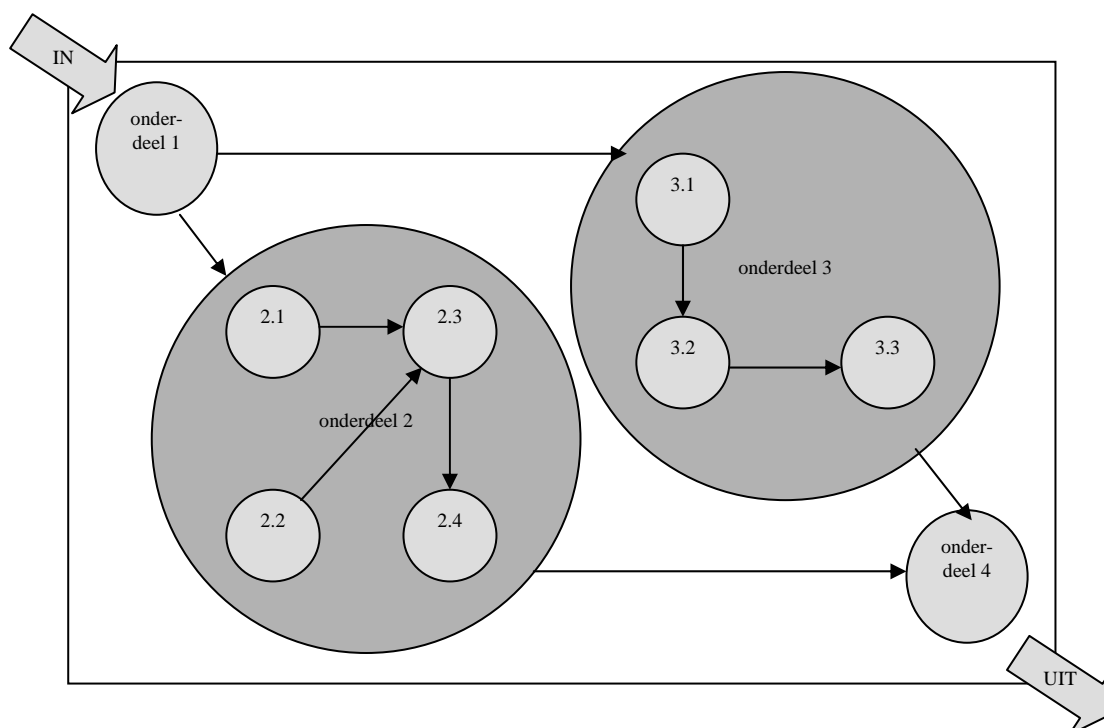 IN
onder-
deel 1
3.1
onderdeel 3
2.1
2.3
3.2
3.3
onderdeel 2
2.2
2.4
onder-
deel 4
UIT